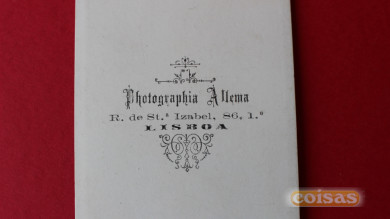 Photographia Allema
R. de St.ª Izabel, 86, 1.º
LISBOA
coisas